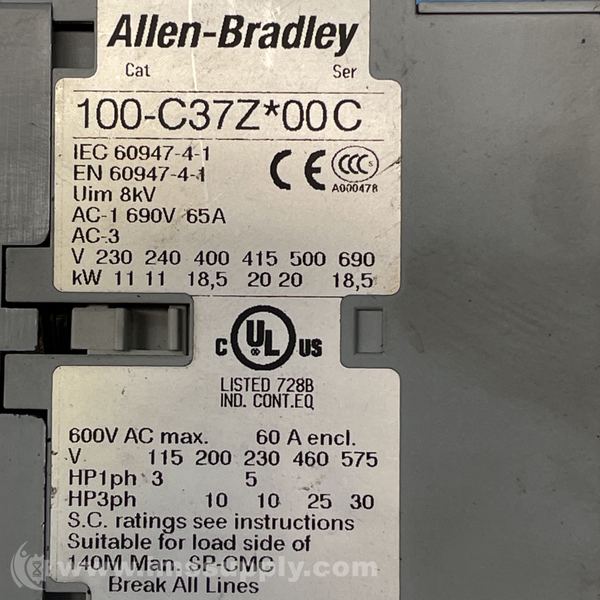 Allen-Bradley
Cat Ser
100-C37Z*00 C
IEC 60947-4-1
EN 60947-4-1
Uim 8kV
CE
CCC
A000478
AC-1 690V 65A
AC-3
V 230 240 400 415 500 690
kW 11 11 18,5 20 20 18,5
C UL US
LISTED 728B
IND. CONT.EQ
600V AC max. 60 A encl.
V 115 200 230 460 575
HP1ph 3 5
HP3ph 10 10 25 30
S.C. ratings see instructions
Suitable for load side of
140M Man. SP-CMC
Break All Lines